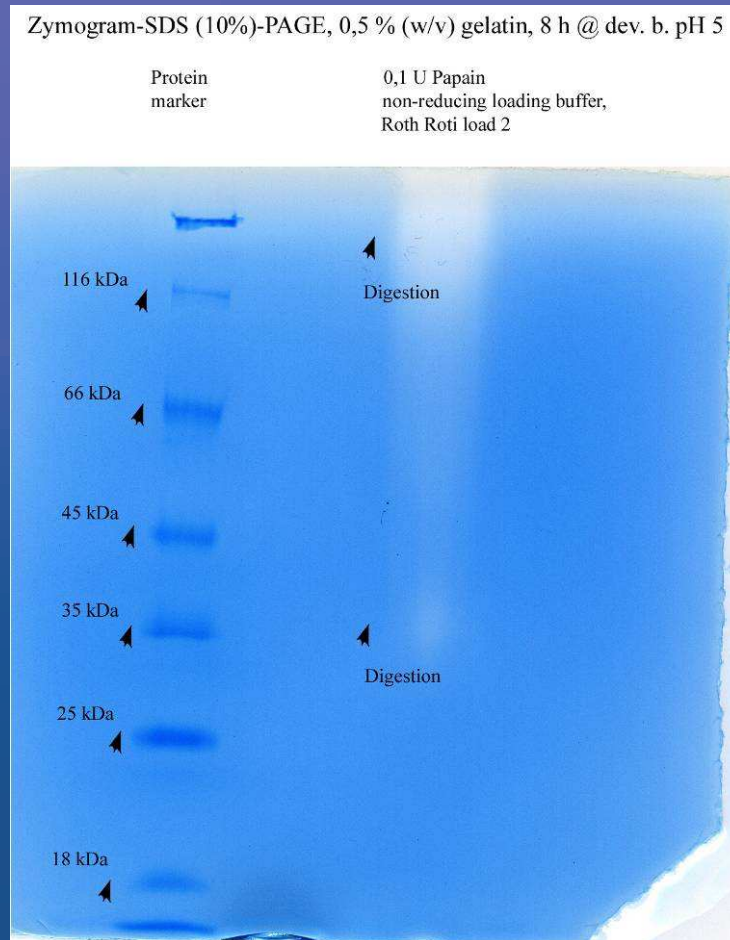 Zymogram-SDS (10%)-PAGE, 0,5 % (w/v) gelatin, 8 h @ dev. b. pH 5
Protein
marker
0,1 U Papain
non-reducing loading buffer,
Roth Roti load 2
116 kDa
Digestion
66 kDa
45 kDa
35 kDa
Digestion
25 kDa
18 kDa